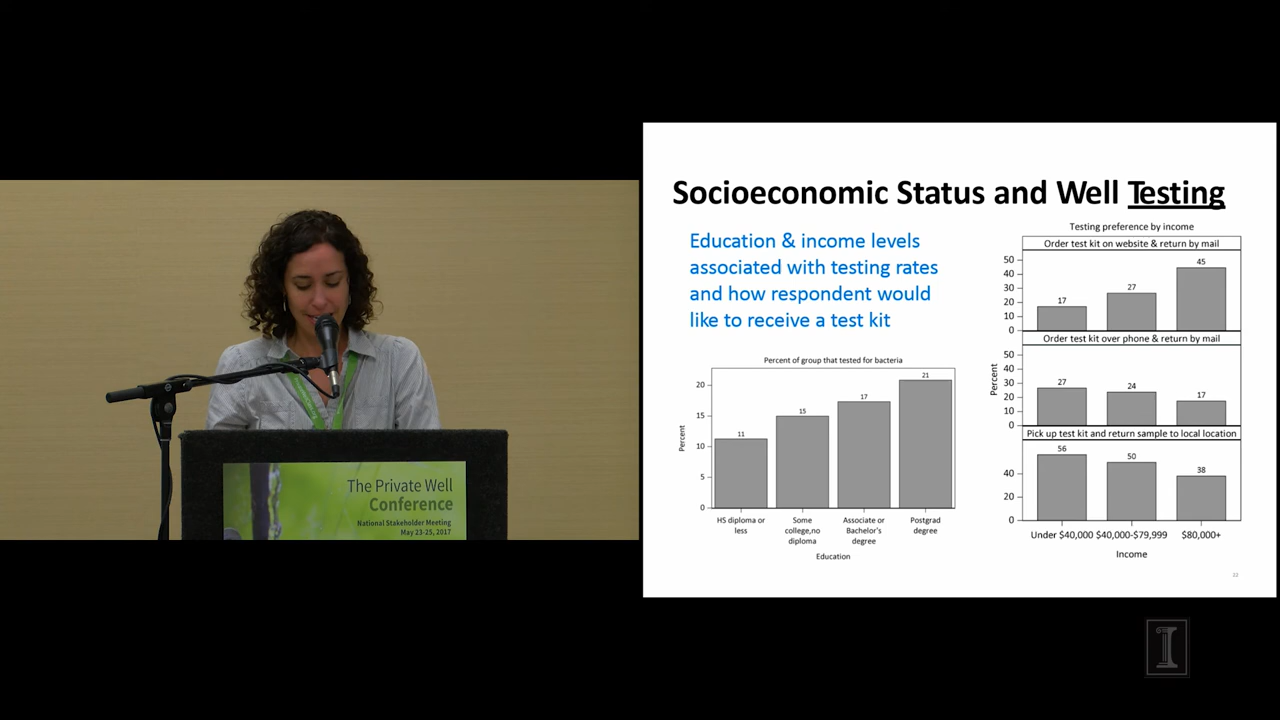 Socioeconomic Status and Well Testing
Education & income levels
associated with testing rates
and how respondent would
like to receive a test kit
Percent of group that tested for bacteria
Percent
20
15
10
5
0
11
15
17
21
HS diploma or
less
Some
college,no
diploma
Associate or
Bachelor's
degree
Postgrad
degree
Education
Testing preference by income
Order test kit on website & return by mail
50
40
30
20
10
0
17
27
45
Order test kit over phone & return by mail
50
40
30
20
10
0
27
24
17
Percent
Pick up test kit and return sample to local location
40
20
0
56
50
38
Under $40,000
$40,000-$79,999
$80,000+
Income
The Private Well
Conference
National Stakeholder Meeting
May 23-25, 2017
I